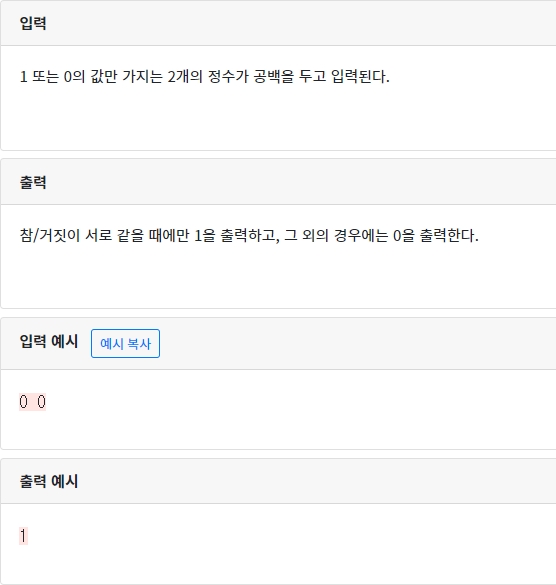 입력
1 또는 0의 값만 가지는 2개의 정수가 공백을 두고 입력된다.
출력
참/거짓이 서로 같을 때에만 1을 출력하고, 그 외의 경우에는 0을 출력한다.
입력 예시 예시 복사
0 0
출력 예시
1